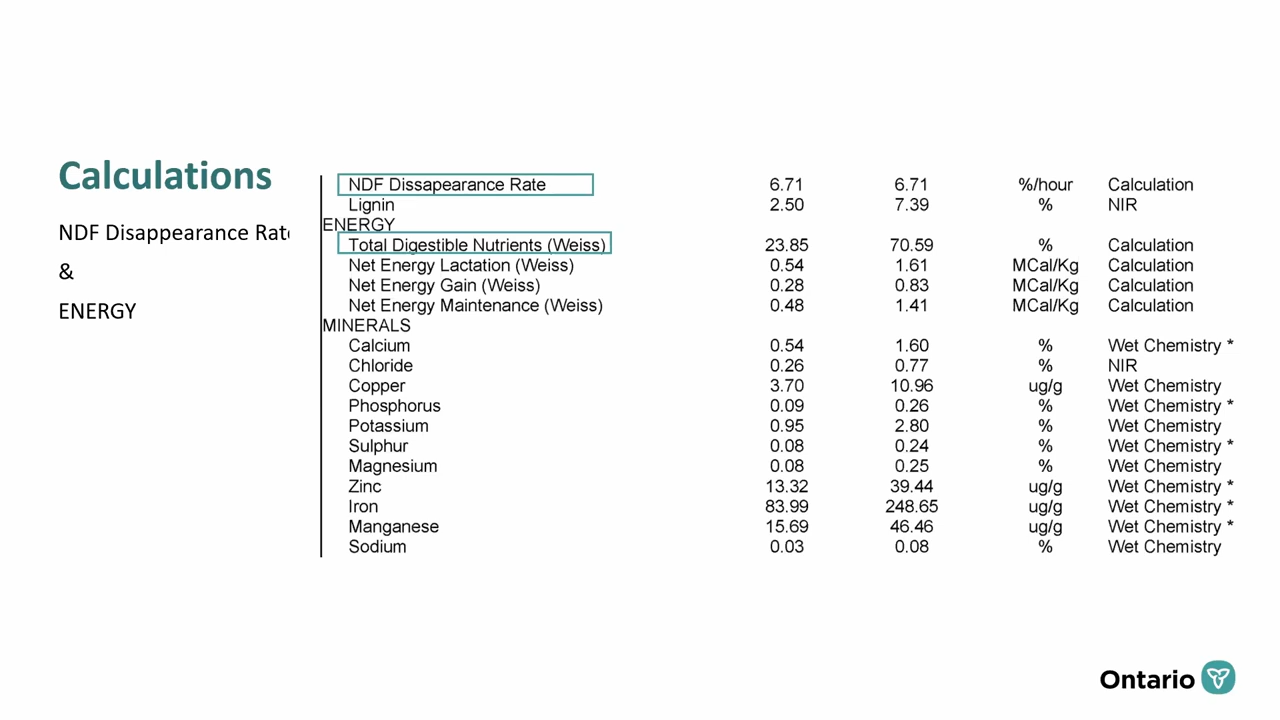 Calculations
NDF Disappearance Rate
&
ENERGY
NDF Dissapearance Rate 6.71 6.71 %/hour Calculation
Lignin 2.50 7.39 % NIR
ENERGY
Total Digestible Nutrients (Weiss) 23.85 70.59 % Calculation
Net Energy Lactation (Weiss) 0.54 1.61 MCal/Kg Calculation
Net Energy Gain (Weiss) 0.28 0.83 MCal/Kg Calculation
Net Energy Maintenance (Weiss) 0.48 1.41 MCal/Kg Calculation
MINERALS
Calcium 0.54 1.60 % Wet Chemistry *
Chloride 0.26 0.77 % NIR
Copper 3.70 10.96 ug/g Wet Chemistry
Phosphorus 0.09 0.26 % Wet Chemistry *
Potassium 0.95 2.80 % Wet Chemistry
Sulphur 0.08 0.24 % Wet Chemistry *
Magnesium 0.08 0.25 % Wet Chemistry
Zinc 13.32 39.44 ug/g Wet Chemistry *
Iron 83.99 248.65 ug/g Wet Chemistry *
Manganese 15.69 46.46 ug/g Wet Chemistry *
Sodium 0.03 0.08 % Wet Chemistry
Ontario